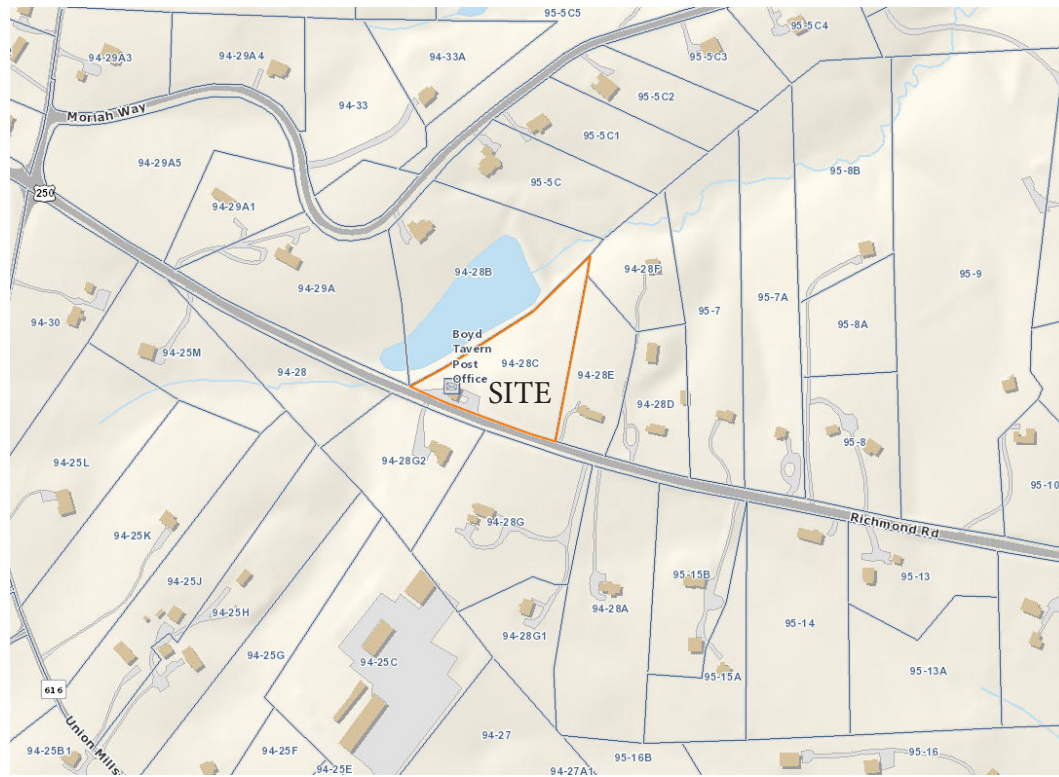 95-5C5
95-5C4
94-29A3
94-29A4
94-33A
95-5C3
94-33
95-5C2
Moriah Way
95-5C1
94-29A5
95-8B
250
95-5C
94-29A1
94-28B
94-28F
95-9
94-29A
95-7A
95-7
94-30
95-8A
Boyd
Tavern
Post
Office
94-25M
94-28
94-28C
94-28E
SITE
94-28D
95-8
94-25L
94-28G2
95-10
94-28G
Richmond Rd
94-25K
94-25J
95-15B
95-13
94-25H
94-28A
95-14
94-28G1
94-25G
94-25C
95-15A
95-13A
616
Union Mills
94-27
94-25B1
94-25F
95-16B
95-16
94-25E
94-27A1